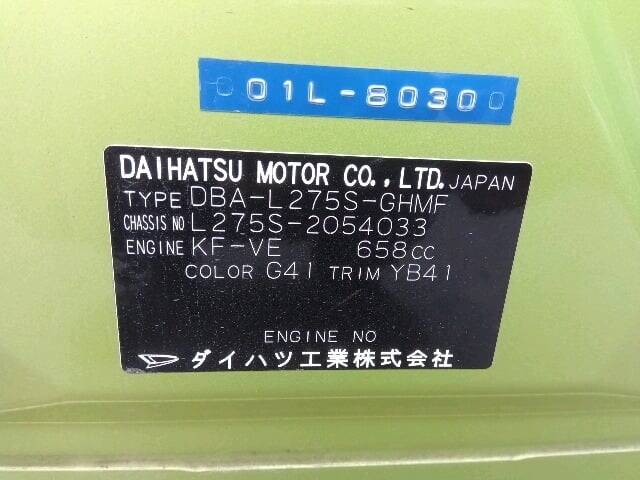 01L-8030
DAIHATSU MOTOR CO., LTD. JAPAN
TYPE DBA-L275S-GHMF
CHASSIS NO L275S-2054033
ENGINE KF-VE 658CC
COLOR G41 TRIM YB41
ENGINE NO
ダイハツ工業株式会社